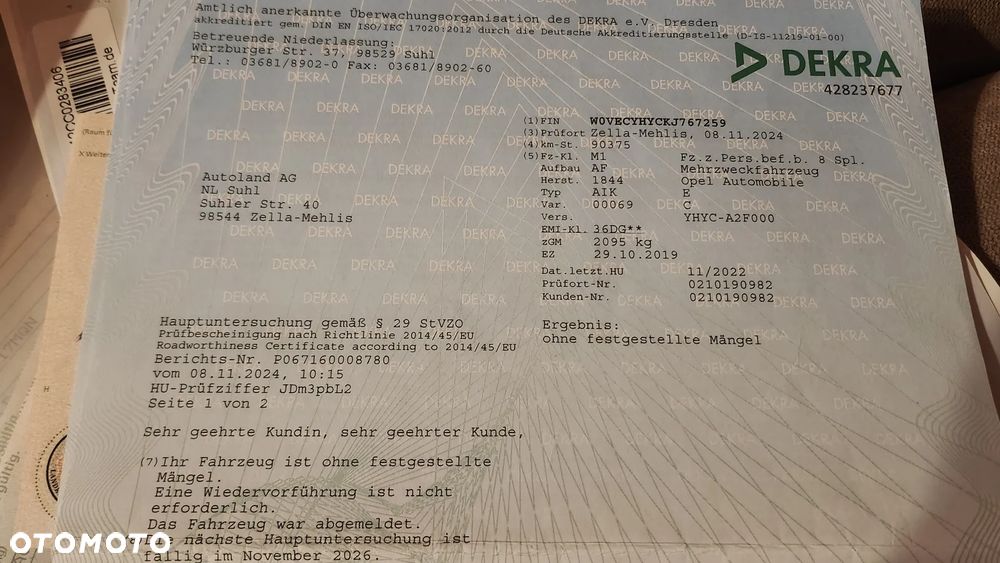 Amtlich anerkannte Überwachungsorganisation des DEKRA e.V. Dresden
akkreditiert gem. DIN EN ISO/IEC 17020:2012 durch die Deutsche Akkreditierungsstelle (D-IS-11219-01-00)
Betreuende Niederlassung:
Würzburger Str. 37, 98529 Suhl
Tel.: 03681/8902-0 Fax: 03681/8902-60
DEKRA
428237677
(1) FIN W0VECYHYCKJ767259
(3) Prüfort Zella-Mehlis, 08.11.2024
(4) km-St. 90375
(5) Fz-Kl. M1 Fz.z.Pers.bef.b. 8 Spl.
Aufbau AF Mehrzweckfahrzeug
Herst. 1844 Opel Automobile
Typ AIK E
Var. 00069 C
Vers. YHYC-A2F000
EMI-Kl. 36DG**
zGM 2095 kg
EZ 29.10.2019
Dat.letzt.HU 11/2022
Prüfort-Nr. 0210190982
Kunden-Nr. 0210190982
Autoland AG
NL Suhl
Suhler Str. 40
98544 Zella-Mehlis
Hauptuntersuchung gemäß § 29 StVZO
Prüfbescheinigung nach Richtlinie 2014/45/EU
Roadworthiness Certificate according to 2014/45/EU
Berichts-Nr. P067160008780
vom 08.11.2024, 10:15
HU-Prüfziffer JDm3pbL2
Seite 1 von 2
Ergebnis:
ohne festgestellte Mängel
Sehr geehrte Kundin, sehr geehrter Kunde,
(7) Ihr Fahrzeug ist ohne festgestellte
Mängel.
Eine Wiedervorführung ist nicht
erforderlich.
Das Fahrzeug war abgemeldet.
Die nächste Hauptuntersuchung ist
fällig im November 2026.
OTOMOTO